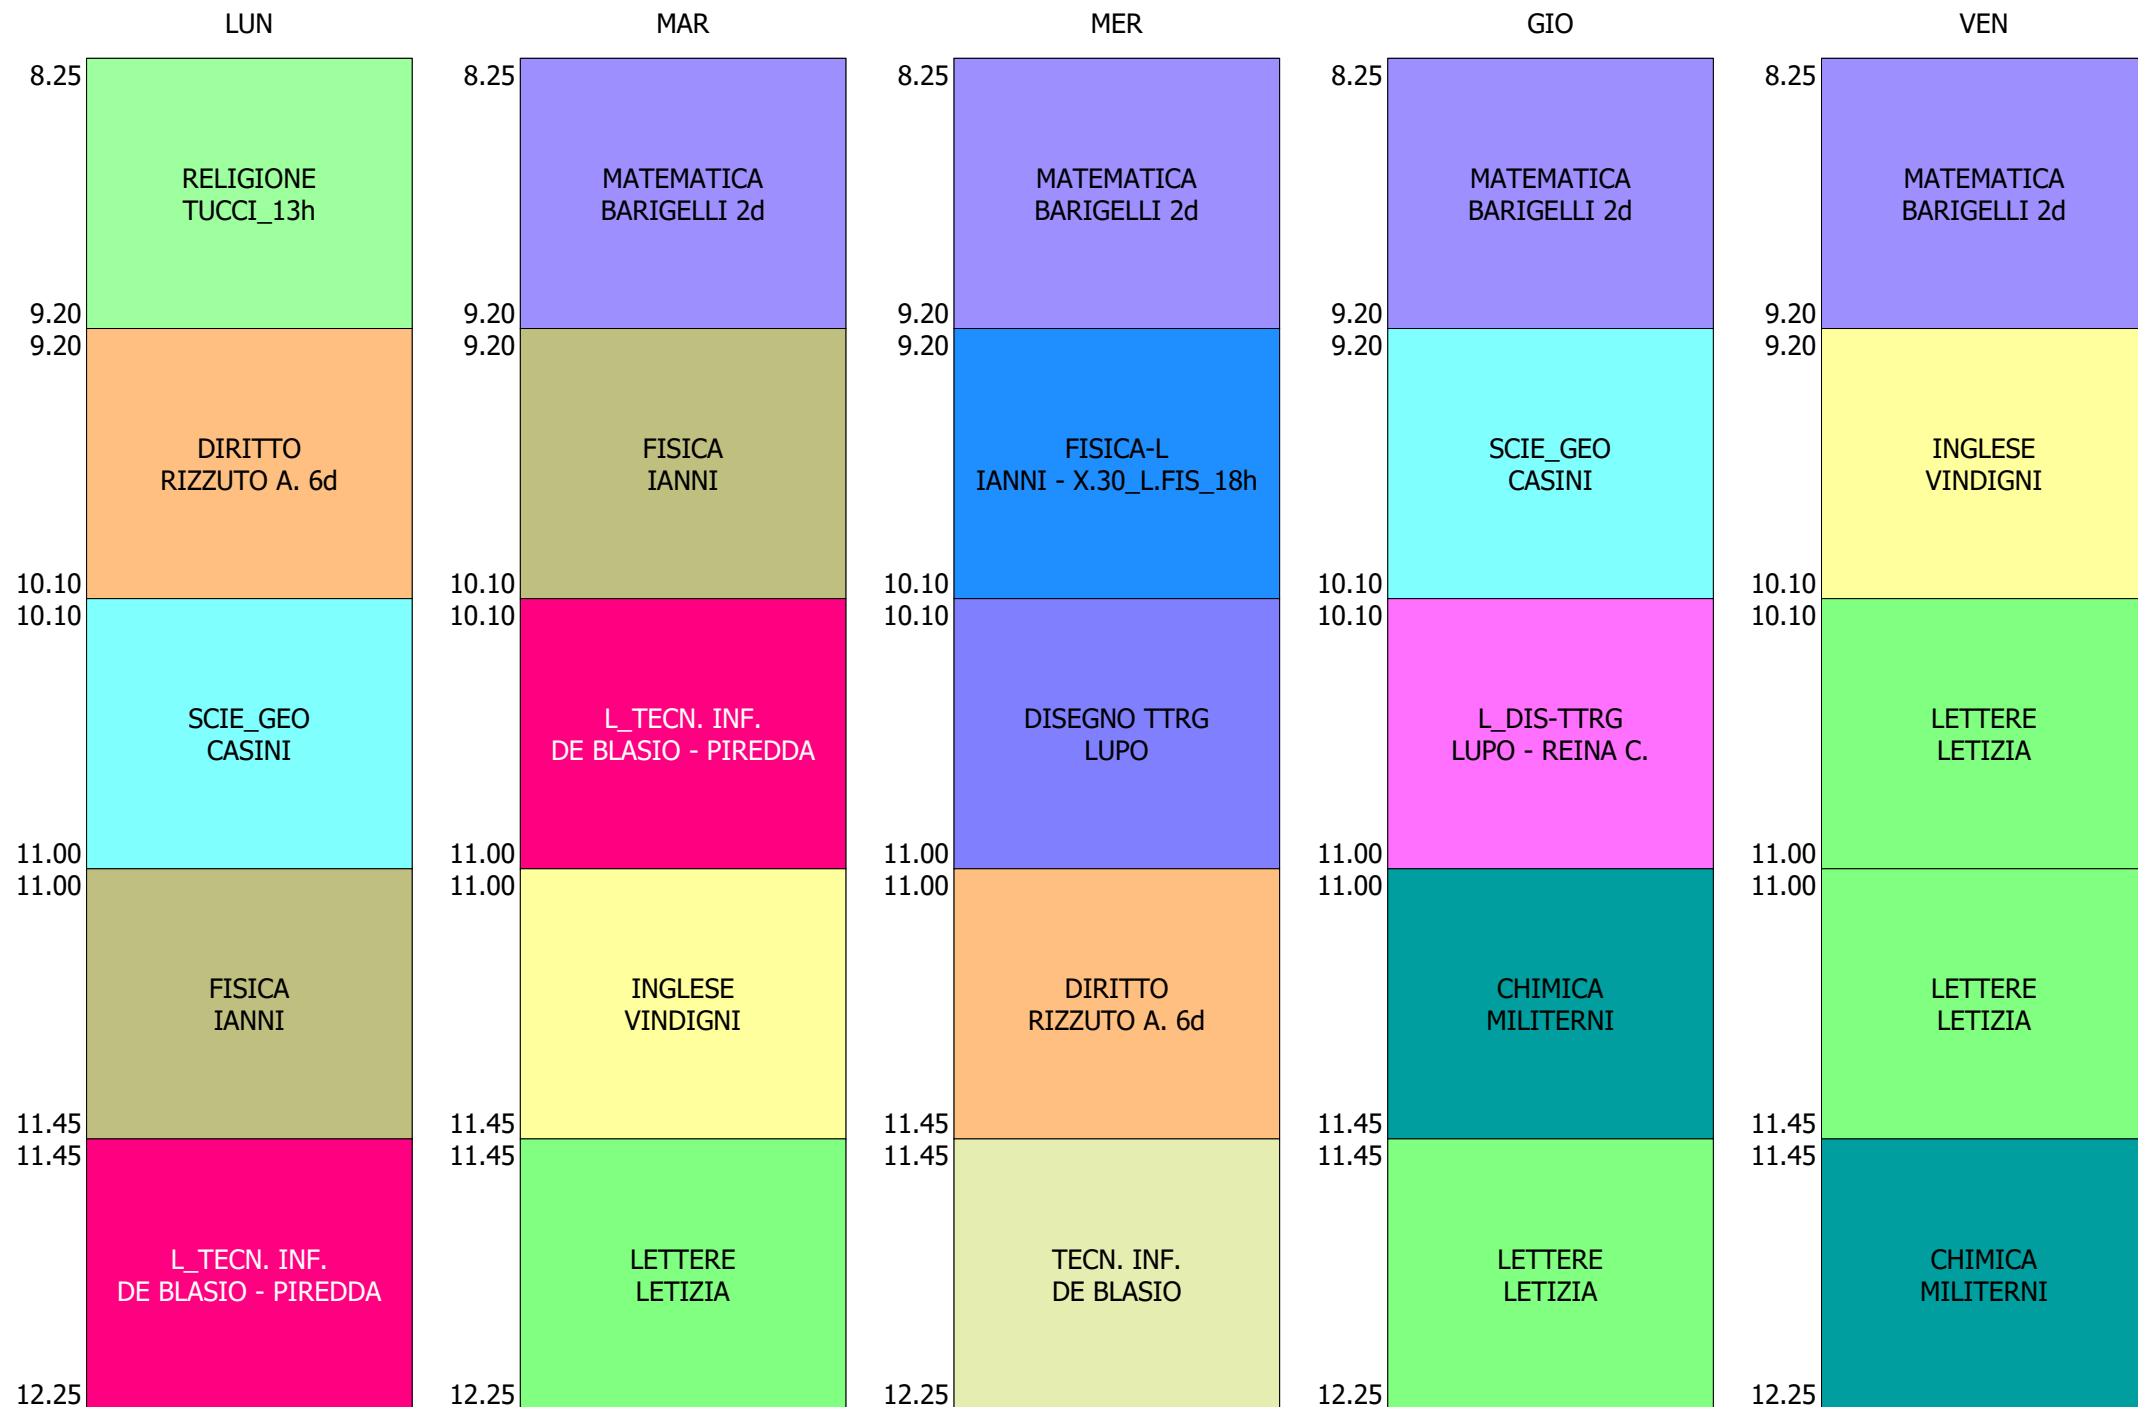 LUN MAR MER GIO VEN
8.25 8.25 8.25 8.25 8.25
RELIGIONE MATEMATICA MATEMATICA MATEMATICA MATEMATICA
TUCCI_13h BARIGELLI 2d BARIGELLI 2d BARIGELLI 2d BARIGELLI 2d
9.20 9.20 9.20 9.20 9.20
9.20 9.20 9.20 9.20 9.20
DIRITTO FISICA FISICA-L SCIE_GEO INGLESE
RIZZUTO A. 6d IANNI IANNI - X.30_L.FIS_18h CASINI VINDIGNI
10.10 10.10 10.10 10.10 10.10
10.10 10.10 10.10 10.10 10.10
SCIE_GEO L_TECN. INF. DISEGNO TTRG L_DIS-TTRG LETTERE
CASINI DE BLASIO - PIREDDA LUPO LUPO - REINA C. LETIZIA
11.00 11.00 11.00 11.00 11.00
11.00 11.00 11.00 11.00 11.00
FISICA INGLESE DIRITTO CHIMICA LETTERE
IANNI VINDIGNI RIZZUTO A. 6d MILITERNI LETIZIA
11.45 11.45 11.45 11.45 11.45
11.45 11.45 11.45 11.45 11.45
L_TECN. INF. LETTERE TECN. INF. LETTERE CHIMICA
DE BLASIO - PIREDDA LETIZIA DE BLASIO LETIZIA MILITERNI
12.25 12.25 12.25 12.25 12.25